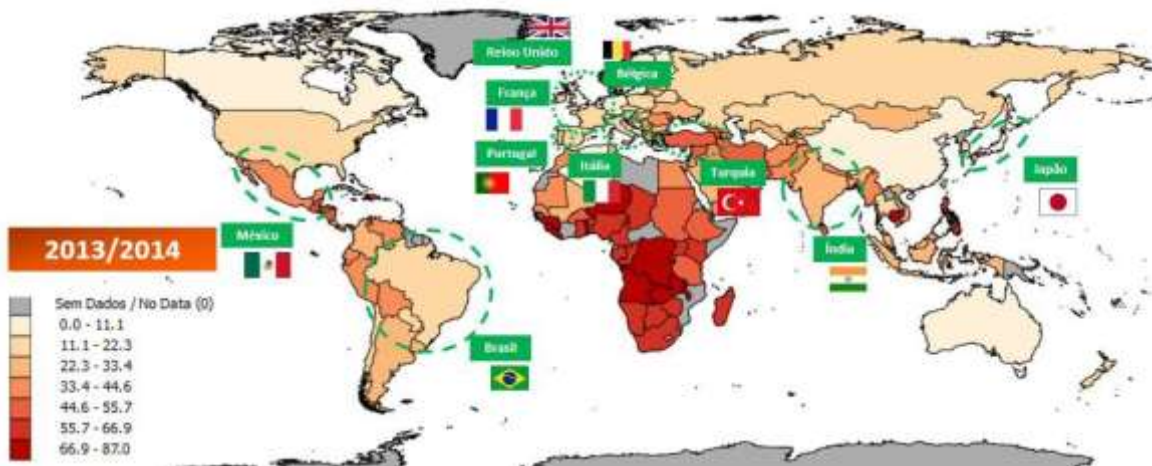 Reino Unido
Bélgica
França
Portugal
Itália
Turquia
Japão
México
Índia
Brasil
2013/2014
Sem Dados / No Data (0)
0.0 - 11.1
11.1 - 22.3
22.3 - 33.4
33.4 - 44.6
44.6 - 55.7
55.7 - 66.9
66.9 - 87.0